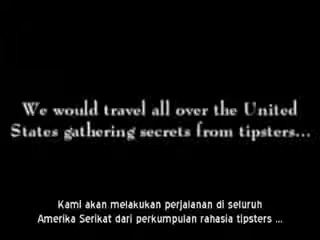 We would travel all over the United
States gathering secrets from tipsters...
Kami akan melakukan perjalanan di seluruh
Amerika Serikat dari perkumpulan rahasia tipsters ...